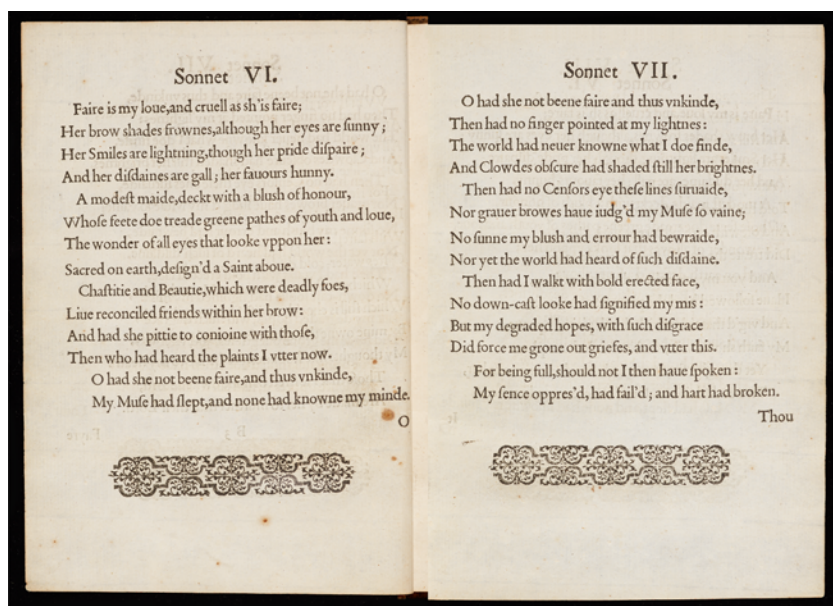 Sonnet VI.
Faire is my loue,and cruell as sh'is faire;
Her brow shades frownes,although her eyes are ſunny;
Her Smiles are lightning,though her pride diſpaire;
And her diſdaines are gall; her fauours hunny.
A modeſt maide,deckt with a bluſh of honour,
Whoſe feete doe treade greene pathes of youth and loue,
The wonder of all eyes that looke vppon her:
Sacred on earth,deſign'd a Saint aboue.
Chaſtitie and Beautie,which were deadly foes,
Liue reconciled friends within her brow:
And had she pittie to conioine with thoſe,
Then who had heard the plaints I vtter now.
O had she not beene faire,and thus vnkinde,
My Muſe had ſlept,and none had knowne my minde.
O
Sonnet VII.
O had she not beene faire and thus vnkinde,
Then had no finger pointed at my lightnes:
The world had neuer knowne what I doe finde,
And Clowdes obſcure had shaded ſtill her brightnes.
Then had no Cenſors eye theſe lines ſuruaide,
Nor grauer browes haue iudg'd my Muſe ſo vaine;
No ſunne my blush and errour had bewraide,
Nor yet the world had heard of ſuch diſdaine.
Then had I walkt with bold erected face,
No down-caſt looke had ſignified my mis:
But my degraded hopes, with ſuch diſgrace
Did force me grone out griefes, and vtter this.
For being full,should not I then haue ſpoken:
My ſence oppres'd, had fail'd; and hart had broken.
Thou